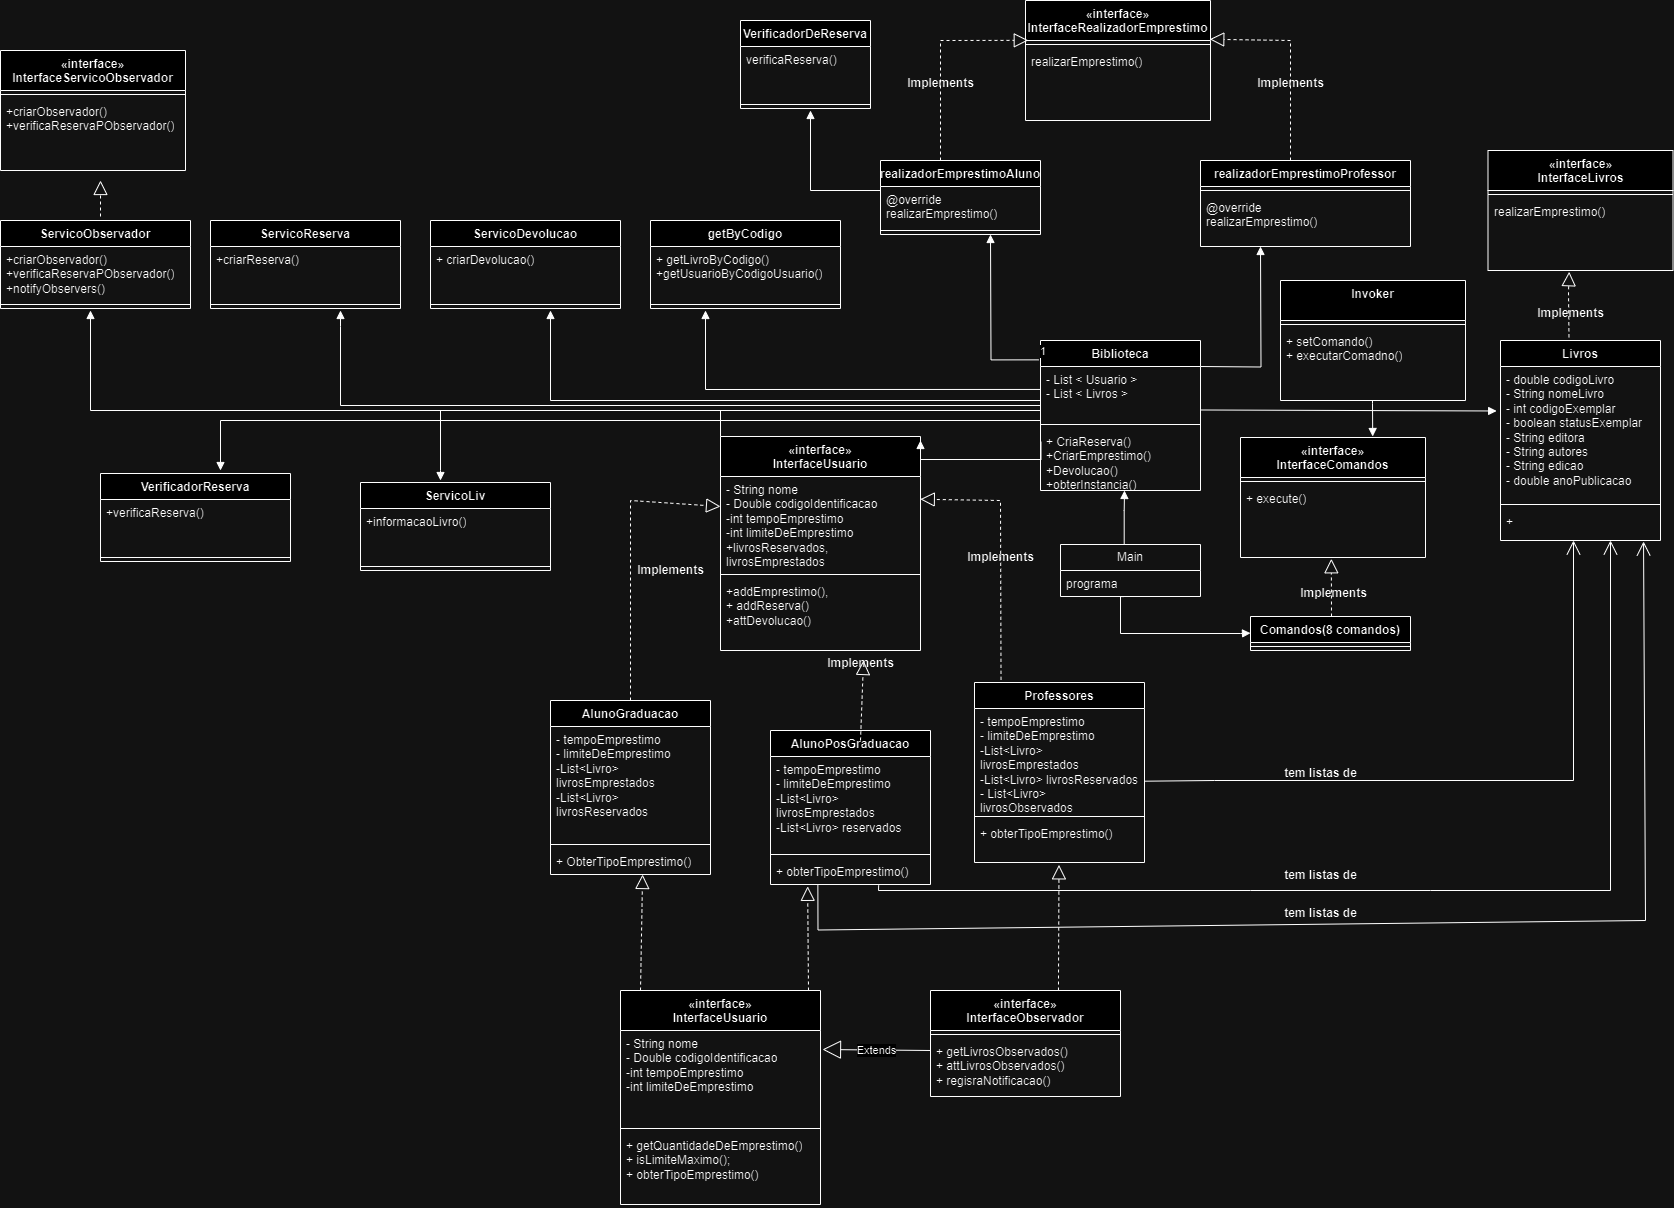 «interface»
InterfaceServicoObservador
+criarObservador()
+verificaReservaPObservador()
VerificadorDeReserva
verificaReserva()
«interface»
InterfaceRealizadorEmprestimo
realizarEmprestimo()
Implements
Implements
realizadorEmprestimoAluno
@override
realizarEmprestimo()
realizadorEmprestimoProfessor
@override
realizarEmprestimo()
«interface»
InterfaceLivros
realizarEmprestimo()
Implements
ServicoObservador
+criarObservador()
+verificaReservaPObservador()
+notifyObservers()
ServicoReserva
+criarReserva()
ServicoDevolucao
+ criarDevolucao()
getByCodigo
+ getLivroByCodigo()
+getUsuarioByCodigoUsuario()
Invoker
+ setComando()
+ executarComadno()
1
Biblioteca
- List < Usuario >
- List < Livros >
+ CriaReserva()
+CriarEmprestimo()
+Devolucao()
+obterInstancia()
Livros
- double codigoLivro
- String nomeLivro
- int codigoExemplar
- boolean statusExemplar
- String editora
- String autores
- String edicao
- double anoPublicacao
+
VerificadorReserva
+verificaReserva()
ServicoLiv
+informacaoLivro()
«interface»
InterfaceUsuario
- String nome
- Double codigoIdentificacao
-int tempoEmprestimo
-int limiteDeEmprestimo
+livrosReservados,
livrosEmprestados
+addEmprestimo(),
+ addReserva()
+attDevolucao()
«interface»
InterfaceComandos
+ execute()
Implements
Implements
Implements
Main
programa
Implements
Comandos(8 comandos)
AlunoGraduacao
- tempoEmprestimo
- limiteDeEmprestimo
-List<Livro>
livrosEmprestados
-List<Livro>
livrosReservados
+ ObterTipoEmprestimo()
AlunoPosGraduacao
- tempoEmprestimo
- limiteDeEmprestimo
-List<Livro>
livrosEmprestados
-List<Livro> reservados
+ obterTipoEmprestimo()
Professores
- tempoEmprestimo
- limiteDeEmprestimo
-List<Livro>
livrosEmprestados
-List<Livro> livrosReservados
- List<Livro>
livrosObservados
+ obterTipoEmprestimo()
tem listas de
tem listas de
tem listas de
«interface»
InterfaceUsuario
- String nome
- Double codigoIdentificacao
-int tempoEmprestimo
-int limiteDeEmprestimo
+ getQuantidadeDeEmprestimo()
+ isLimiteMaximo();
+ obterTipoEmprestimo()
Extends
«interface»
InterfaceObservador
+ getLivrosObservados()
+ attLivrosObservados()
+ regisraNotificacao()